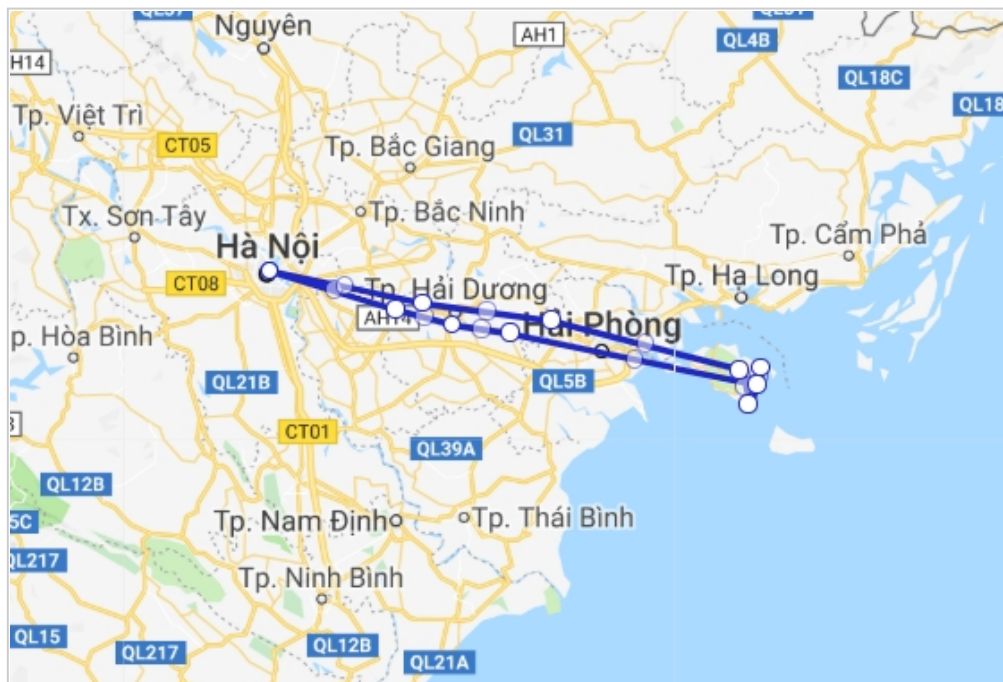 Nguyên
AH1
QL4B
QL31
H14
QL18C
QL18
Tp. Việt Trì
CT05
QL31
Tp. Bắc Giang
Tx. Sơn Tây
Tp. Bắc Ninh
Hà Nội
Tp. Cẩm Phả
CT08
Tp. Hải Dương
Tp. Hạ Long
AH14
Hải Phòng
p. Hòa Bình
QL21B
QL5B
CT01
QL39A
QL12B
5C
Tp. Nam Định
Tp. Thái Bình
QL217
Tp. Ninh Bình
QL15
QL217
QL12B
QL21A